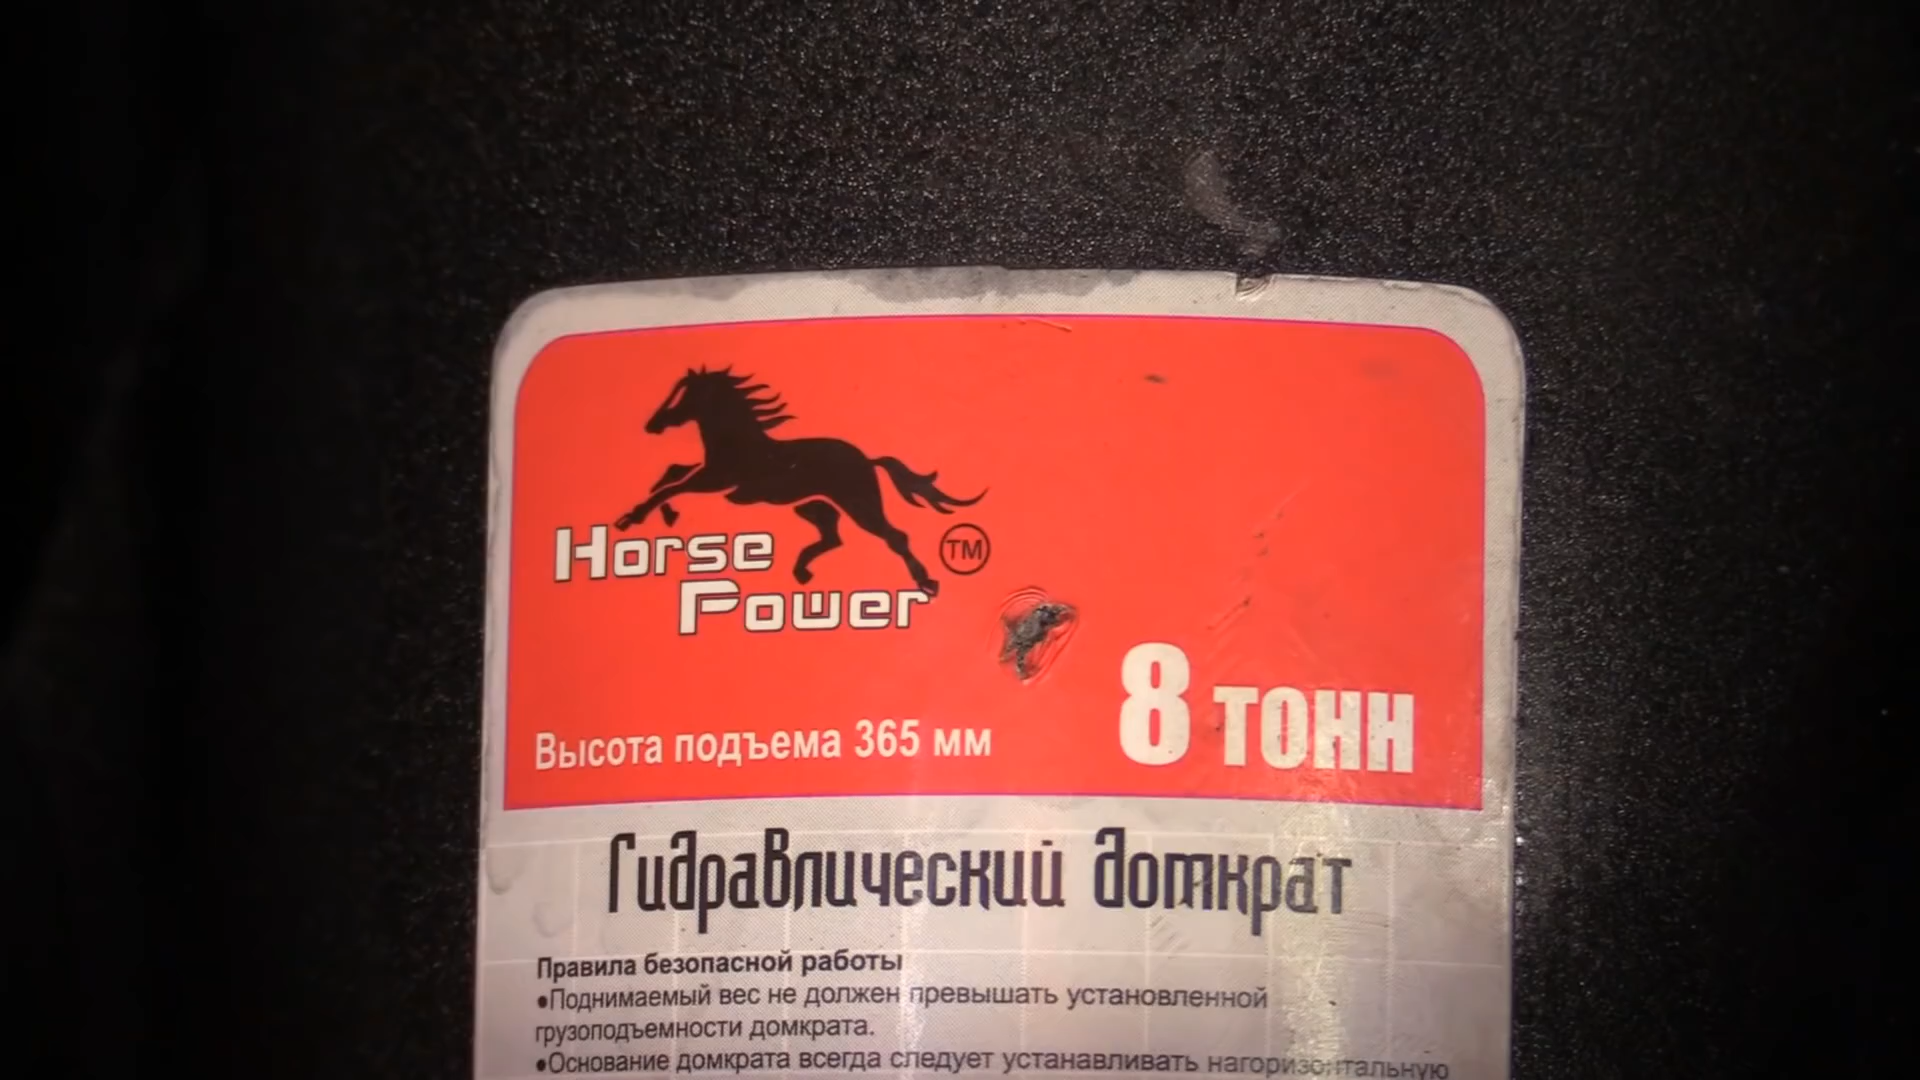 Horse
Power
TM
8 тонн
Высота подъема 365 мм
Гидравлический домкрат
Правила безопасной работы
•Поднимаемый вес не должен превышать установленной
грузоподъемности домкрата.
•Основание домкрата всегда следует устанавливать нагоризонтальную